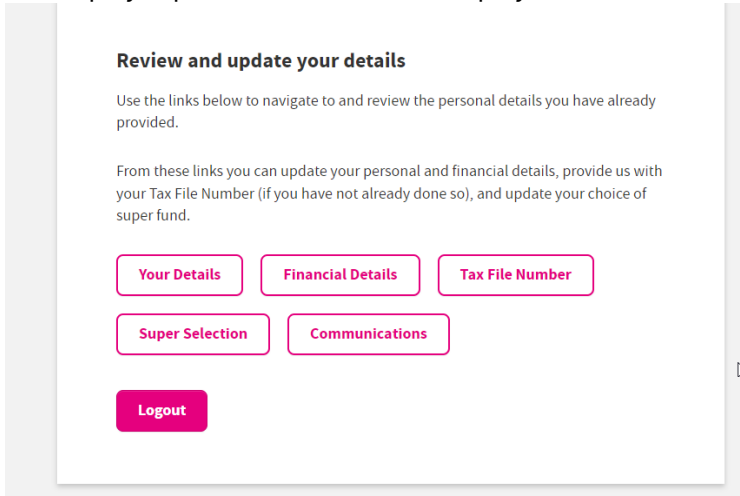 Review and update your details
Use the links below to navigate to and review the personal details you have already
provided.
From these links you can update your personal and financial details, provide us with
your Tax File Number (if you have not already done so), and update your choice of
super fund.
Your Details Financial Details Tax File Number
Super Selection Communications
Logout